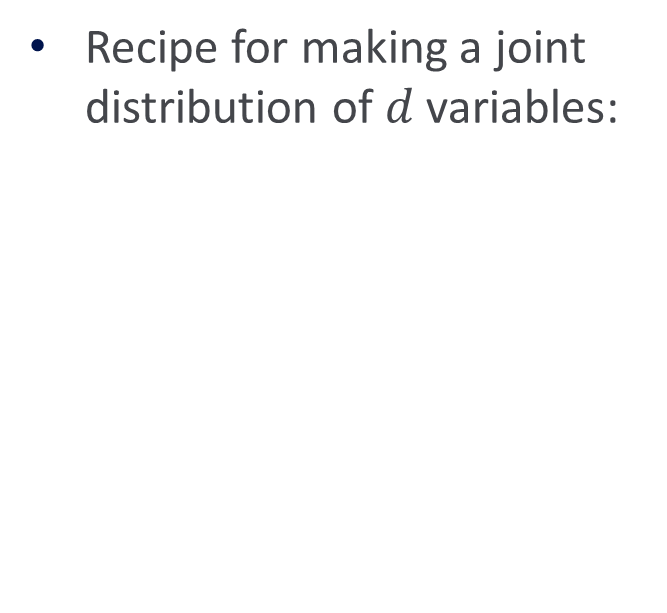 • Recipe for making a joint
distribution of d variables: